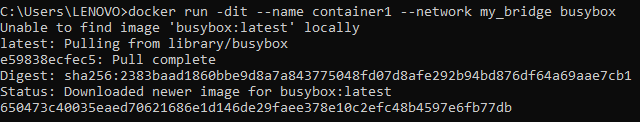 C:\Users\LENOVO>docker run -dit --name container1 --network my_bridge busybox
Unable to find image 'busybox:latest' locally
latest: Pulling from library/busybox
e59838ecfec5: Pull complete
Digest: sha256:2383baad1860bbe9d8a7a843775048fd07d8afe292b94bd876df64a69aae7cb1
Status: Downloaded newer image for busybox:latest
650473c40035eaed70621686e1d146de29faee378e10c2efc48b4597e6fb77db